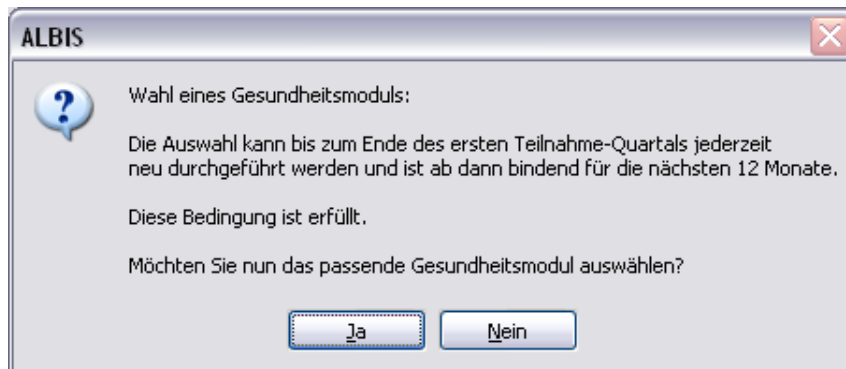 ALBIS
Wahl eines Gesundheitsmoduls:
Die Auswahl kann bis zum Ende des ersten Teilnahme-Quartals jederzeit
neu durchgeführt werden und ist ab dann bindend für die nächsten 12 Monate.
Diese Bedingung ist erfüllt.
Möchten Sie nun das passende Gesundheitsmodul auswählen?
Ja Nein